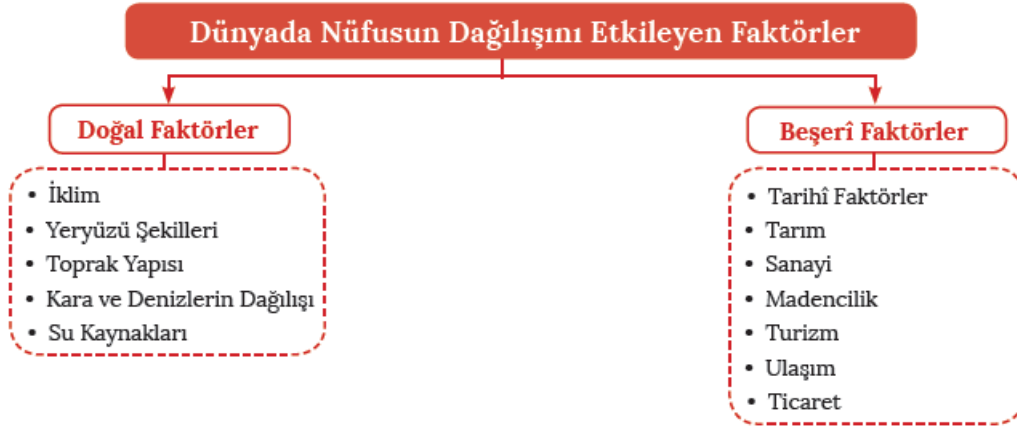 Dünyada Nüfusun Dağılışını Etkileyen Faktörler
Doğal Faktörler
• İklim
• Yeryüzü Şekilleri
• Toprak Yapısı
• Kara ve Denizlerin Dağılışı
• Su Kaynakları
Beşerî Faktörler
• Tarihî Faktörler
• Tarım
• Sanayi
• Madencilik
• Turizm
• Ulaşım
• Ticaret